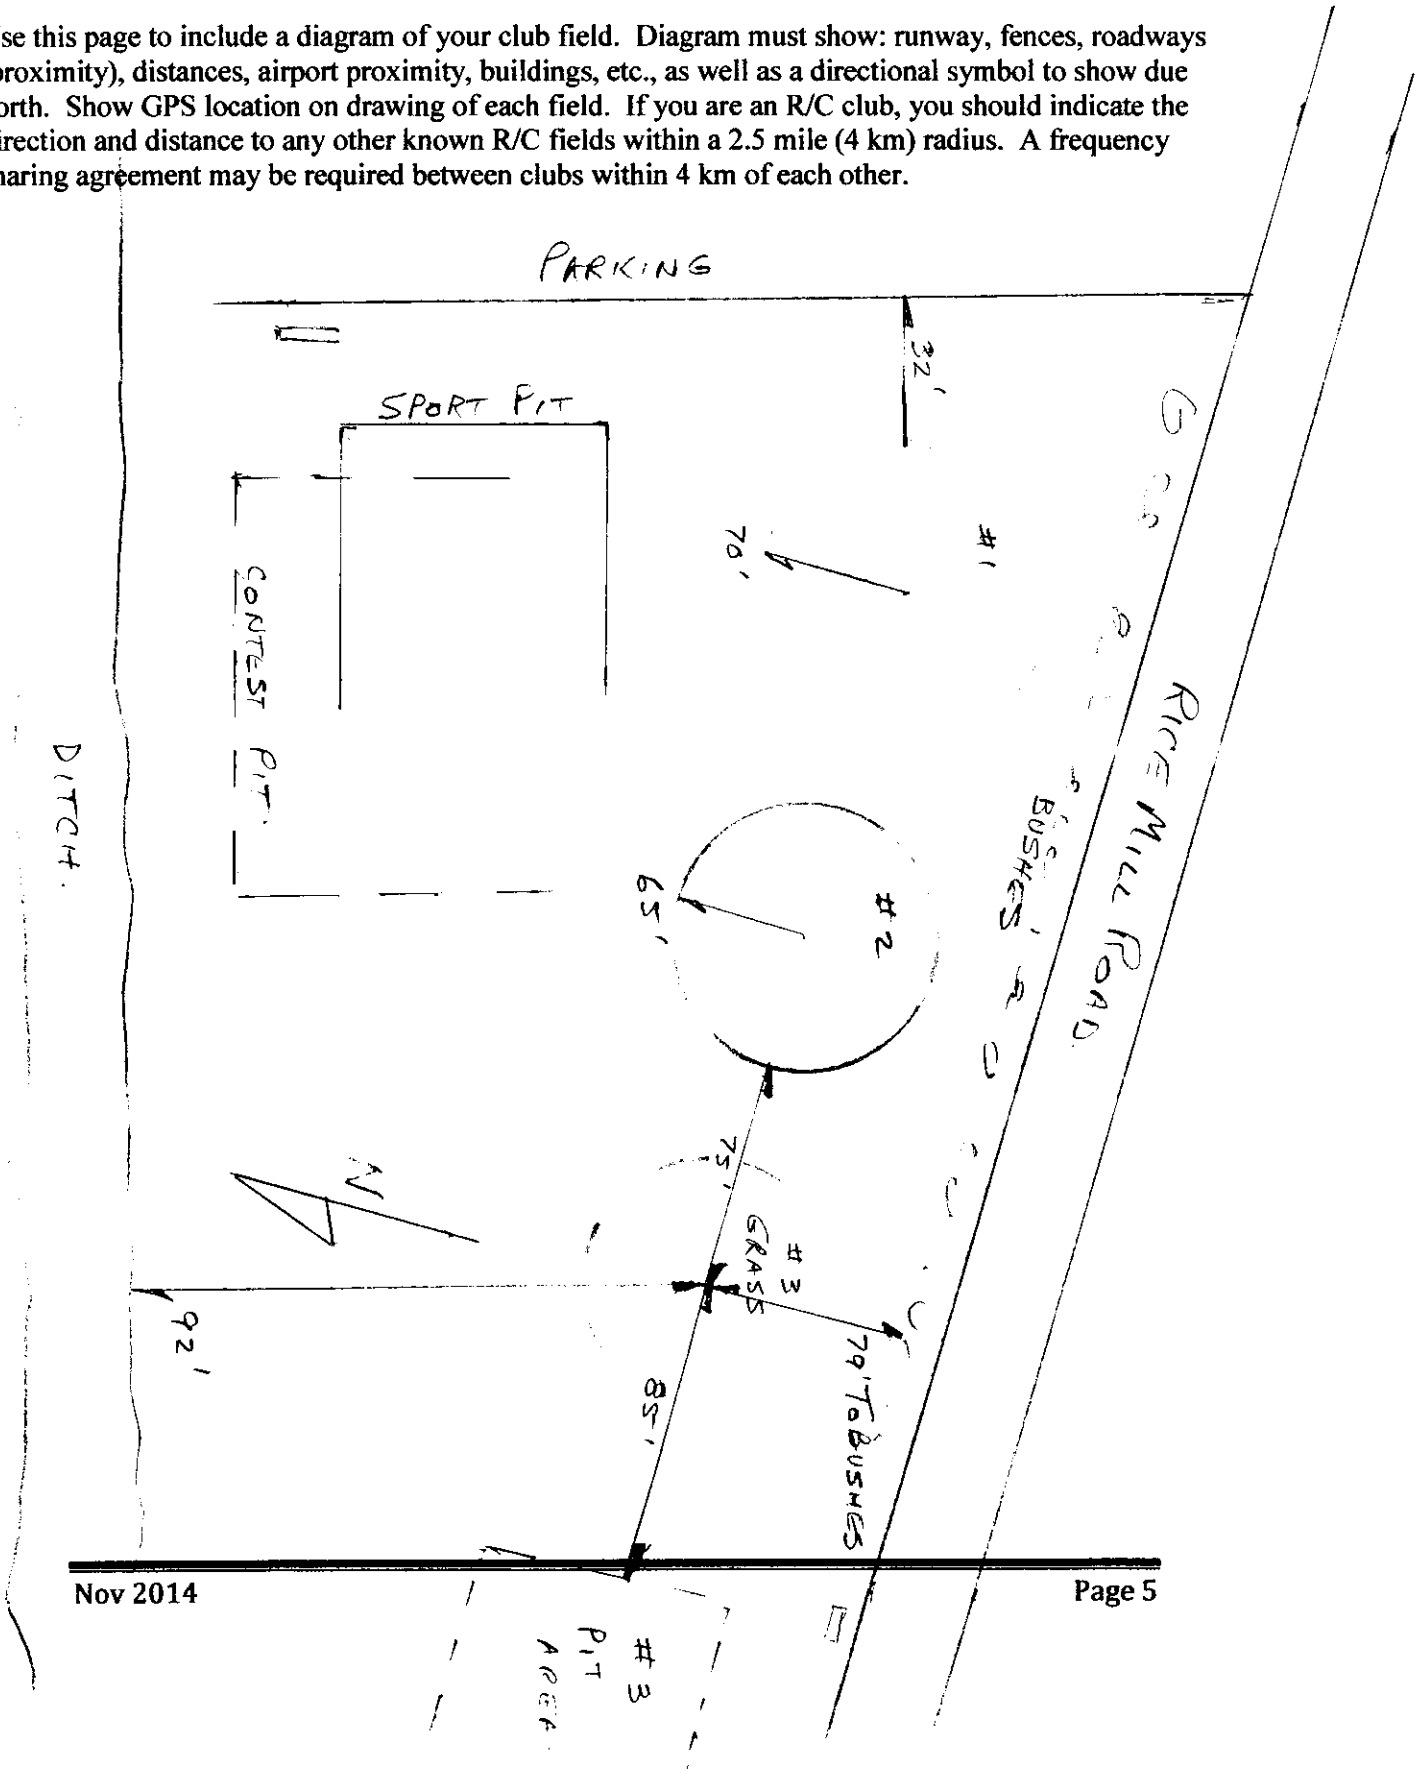 se this page to include a diagram of your club field. Diagram must show: runway, fences, roadways
proximity), distances, airport proximity, buildings, etc., as well as a directional symbol to show due
orth. Show GPS location on drawing of each field. If you are an R/C club, you should indicate the
irection and distance to any other known R/C fields within a 2.5 mile (4 km) radius. A frequency
haring agreement may be required between clubs within 4 km of each other.
PARKING
32'
SPORT PIT
#1
70'
CONTEST PIT.
RICE MILL ROAD
BUSHES
DITCH.
#2
65'
75'
N
#3
GRASS
92'
79' TO BUSHES
85'
Nov 2014
Page 5
#3
PIT
AREA.